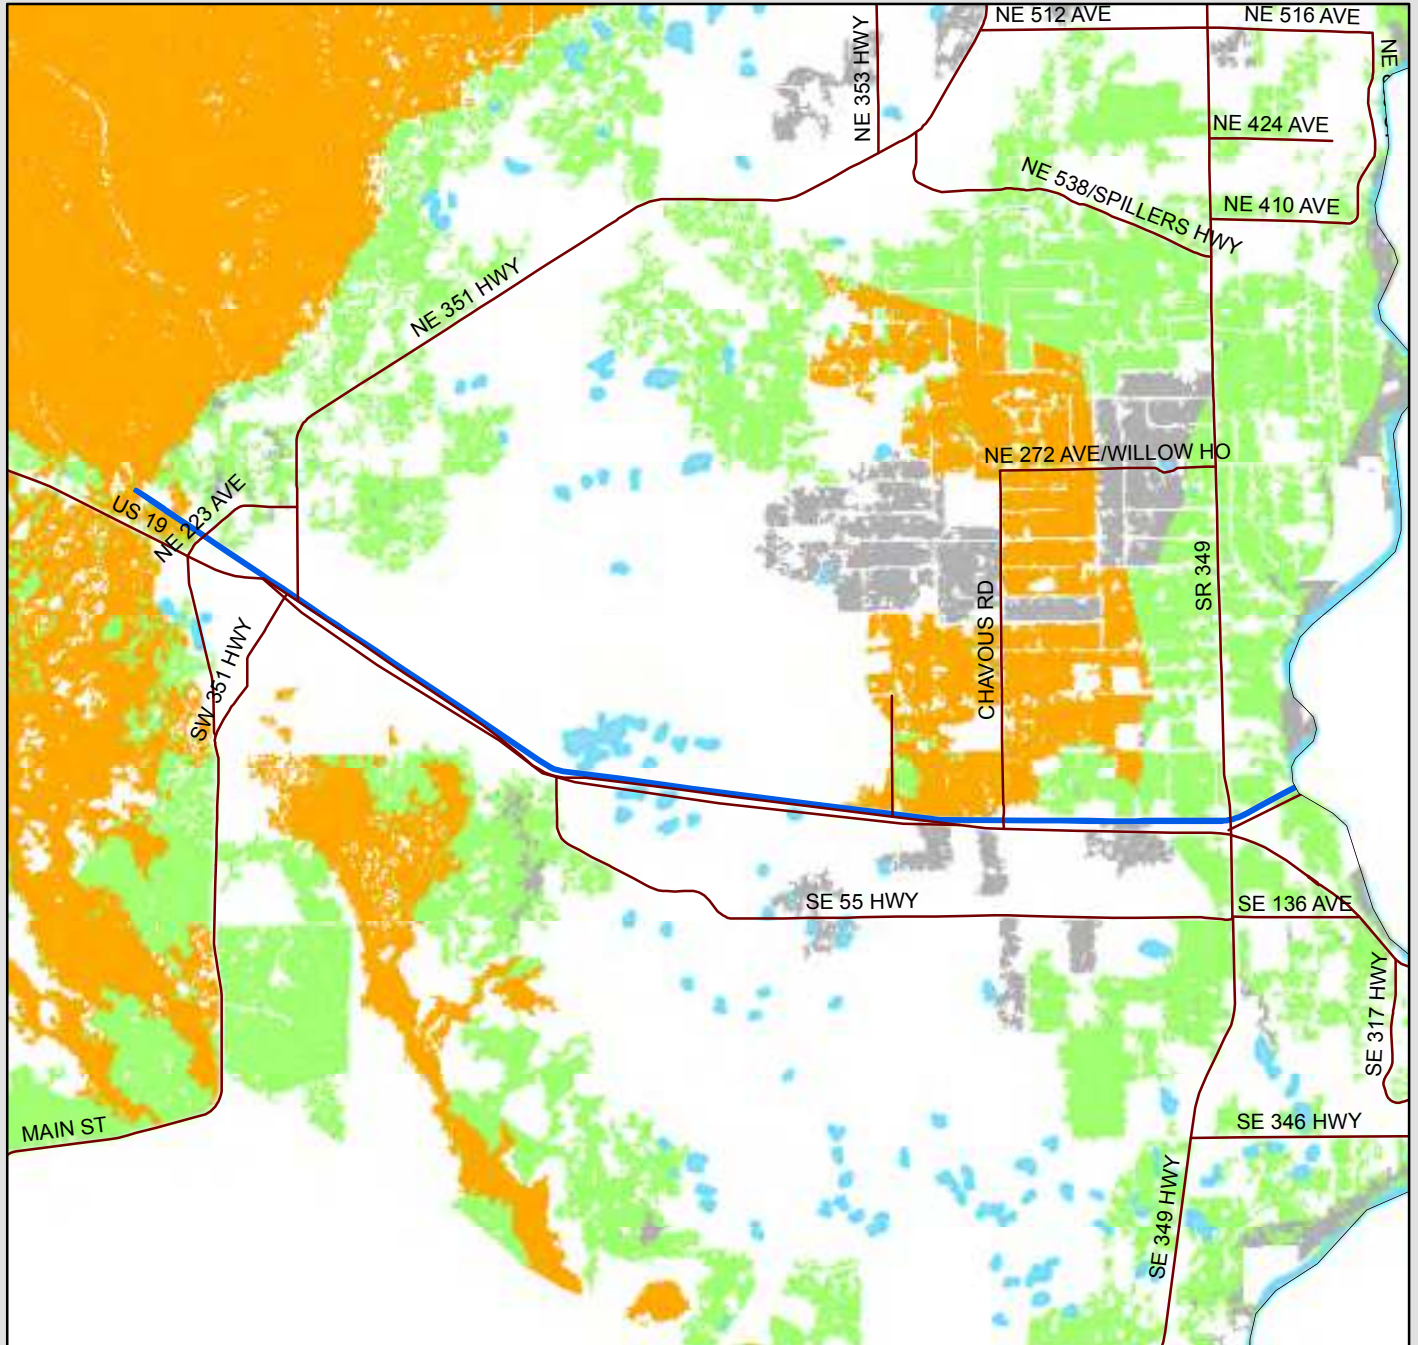 NE 512 AVE
NE 516 AVE
NE 353 HWY
NE
NE 424 AVE
NE 538/SPILLERS HWY
NE 410 AVE
NE 351 HWY
NE 272 AVE/WILLOW HO
US 19
NE 223 AVE
SR 349
CHAVOUS RD
SW 351 HWY
SE 55 HWY
SE 136 AVE
SE 317 HWY
MAIN ST
SE 346 HWY
SE 349 HWY